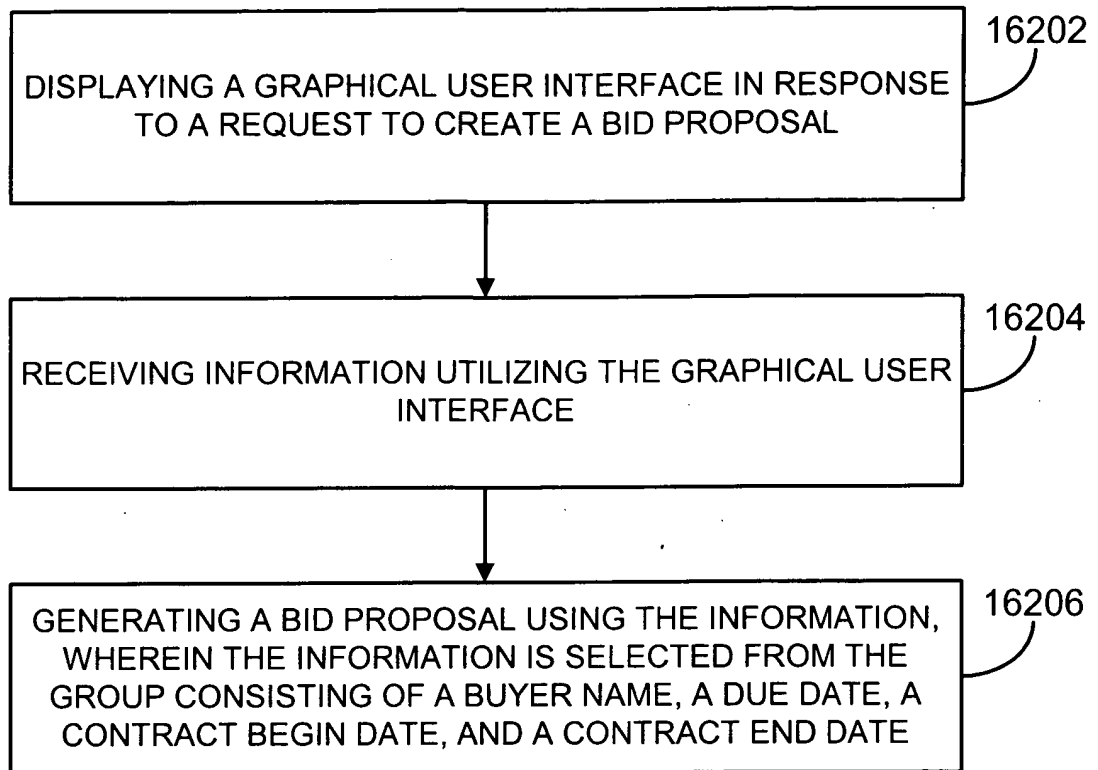 16202
DISPLAYING A GRAPHICAL USER INTERFACE IN RESPONSE
TO A REQUEST TO CREATE A BID PROPOSAL
16204
RECEIVING INFORMATION UTILIZING THE GRAPHICAL USER
INTERFACE
16206
GENERATING A BID PROPOSAL USING THE INFORMATION,
WHEREIN THE INFORMATION IS SELECTED FROM THE
GROUP CONSISTING OF A BUYER NAME, A DUE DATE, A
CONTRACT BEGIN DATE, AND A CONTRACT END DATE